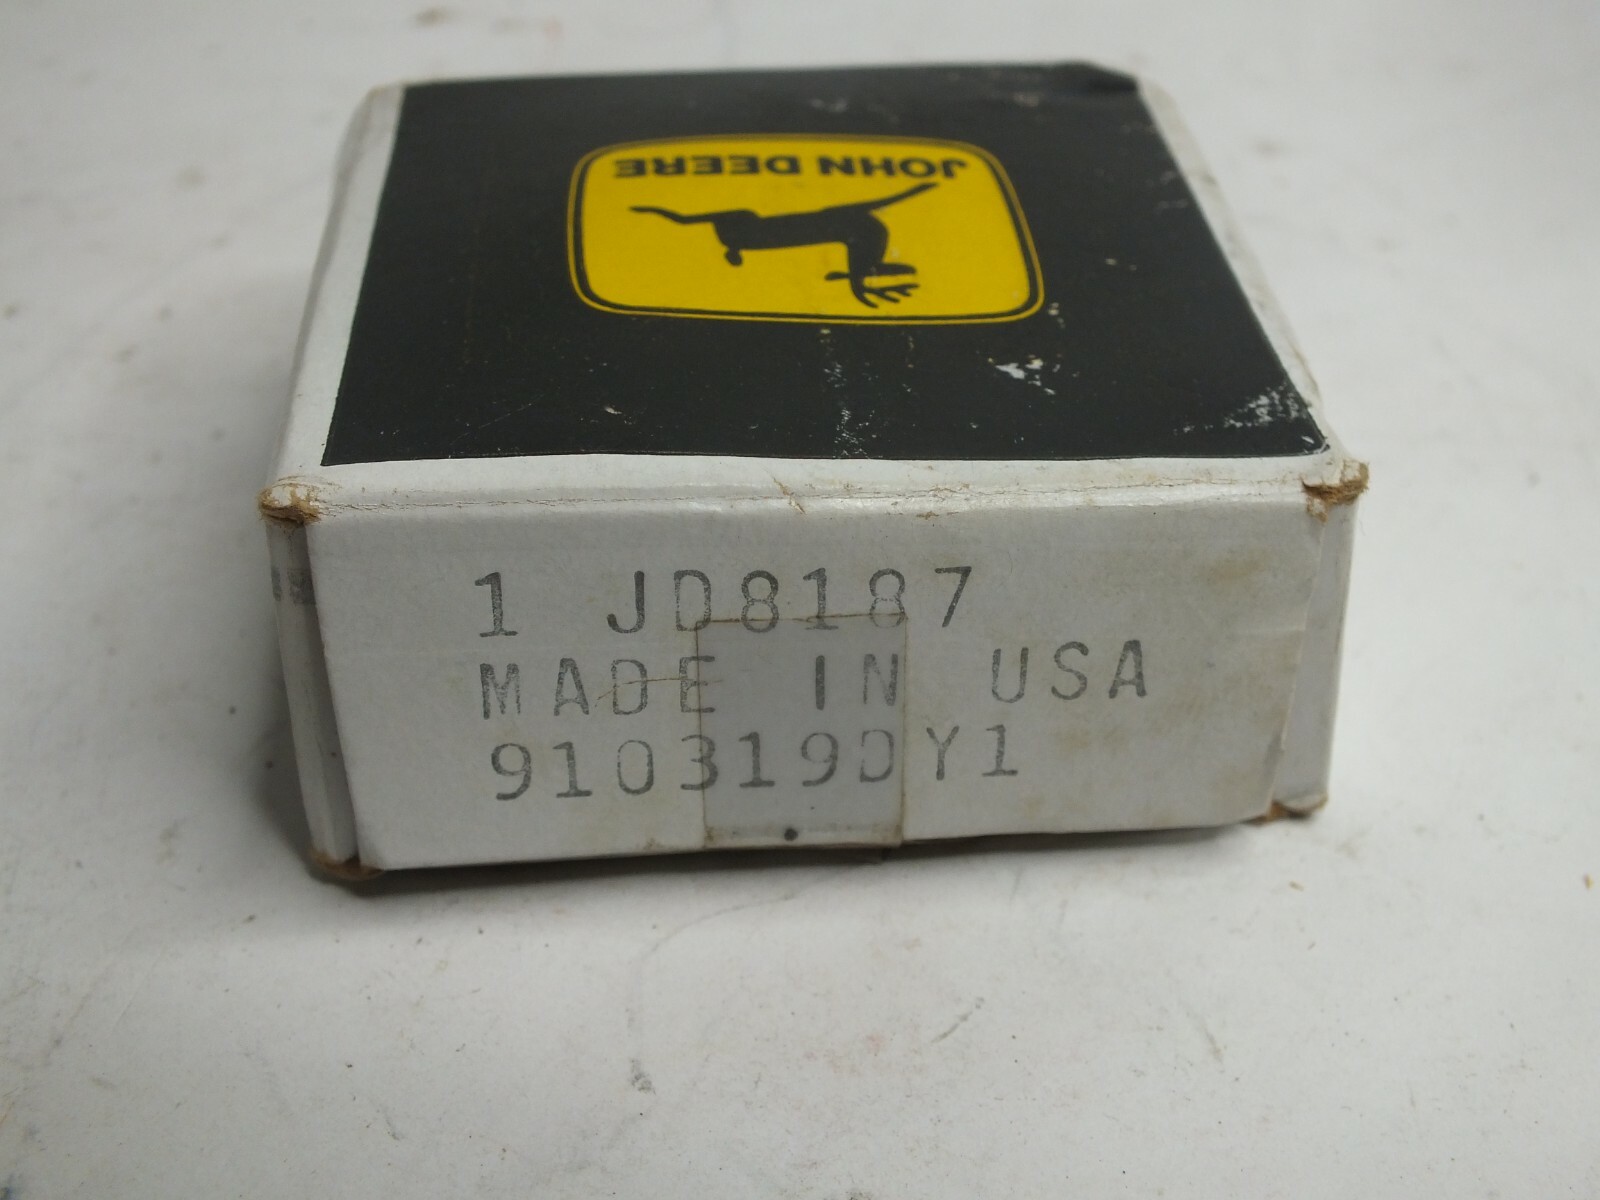 JOHN DEERE
1 JD8187
MADE IN USA
910319DY1